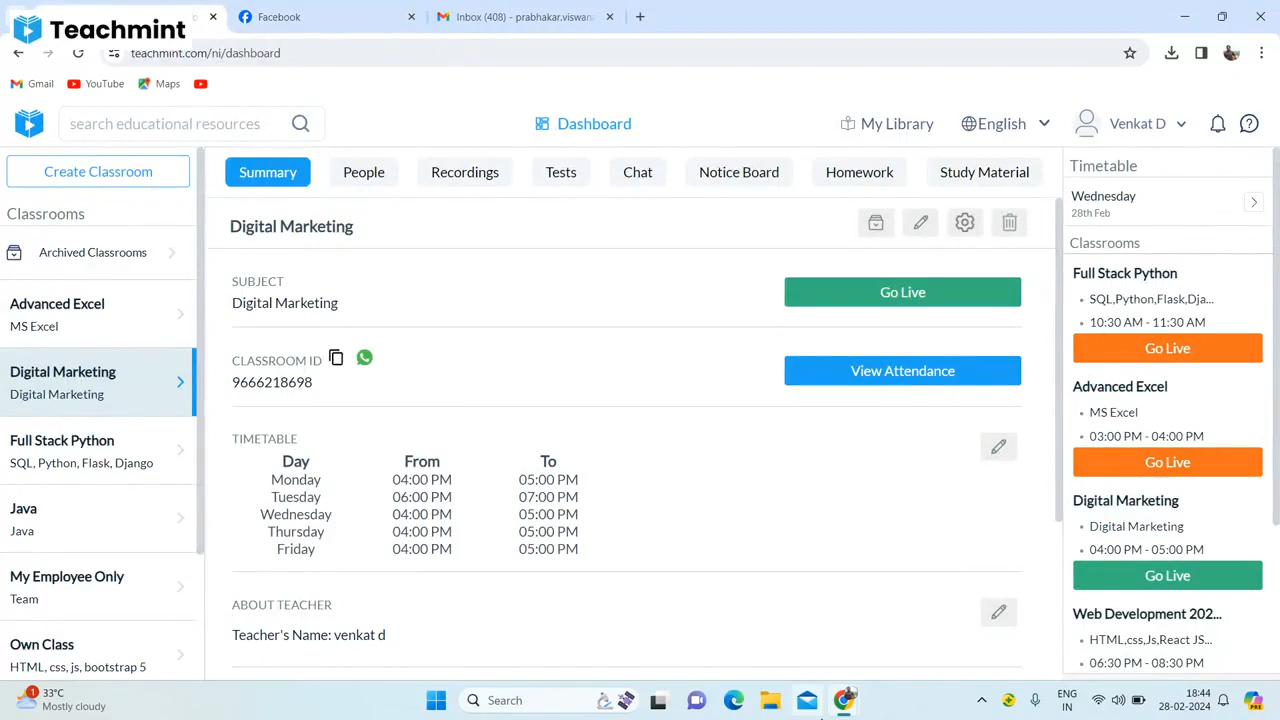 Teachmint
Facebook
Inbox (408) - prabhakar.viswana
teachmint.com/ni/dashboard
Gmail
YouTube
Maps
search educational resources
Dashboard
My Library
English
Venkat D
Create Classroom
Classrooms
Archived Classrooms
Advanced Excel
MS Excel
Digital Marketing
Digital Marketing
Full Stack Python
SQL, Python, Flask, Django
Java
Java
My Employee Only
Team
Own Class
HTML, css, js, bootstrap 5
Summary
People
Recordings
Tests
Chat
Notice Board
Homework
Study Material
Digital Marketing
SUBJECT
Digital Marketing
Go Live
CLASSROOM ID
9666218698
View Attendance
TIMETABLE
Day From To
Monday 04:00 PM 05:00 PM
Tuesday 06:00 PM 07:00 PM
Wednesday 04:00 PM 05:00 PM
Thursday 04:00 PM 05:00 PM
Friday 04:00 PM 05:00 PM
ABOUT TEACHER
Teacher's Name: venkat d
Timetable
Wednesday
28th Feb
Classrooms
Full Stack Python
SQL,Python,Flask,Dja...
10:30 AM - 11:30 AM
Go Live
Advanced Excel
MS Excel
03:00 PM - 04:00 PM
Go Live
Digital Marketing
Digital Marketing
04:00 PM - 05:00 PM
Go Live
Web Development 202...
HTML,css,Js,React JS...
06:30 PM - 08:30 PM
1
33°C
Mostly cloudy
Search
ENG
IN
18:44
28-02-2024